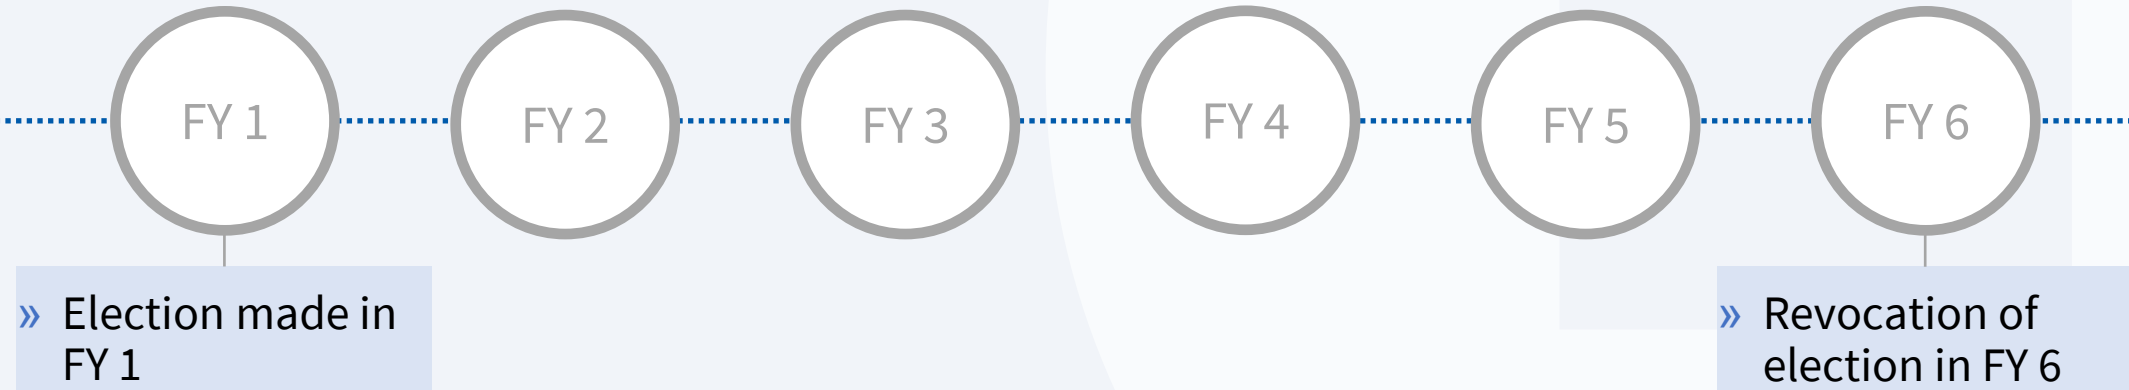 FY 1
FY 2
FY 3
FY 4
FY 5
FY 6
» Election made in
FY 1
» Revocation of
election in FY 6